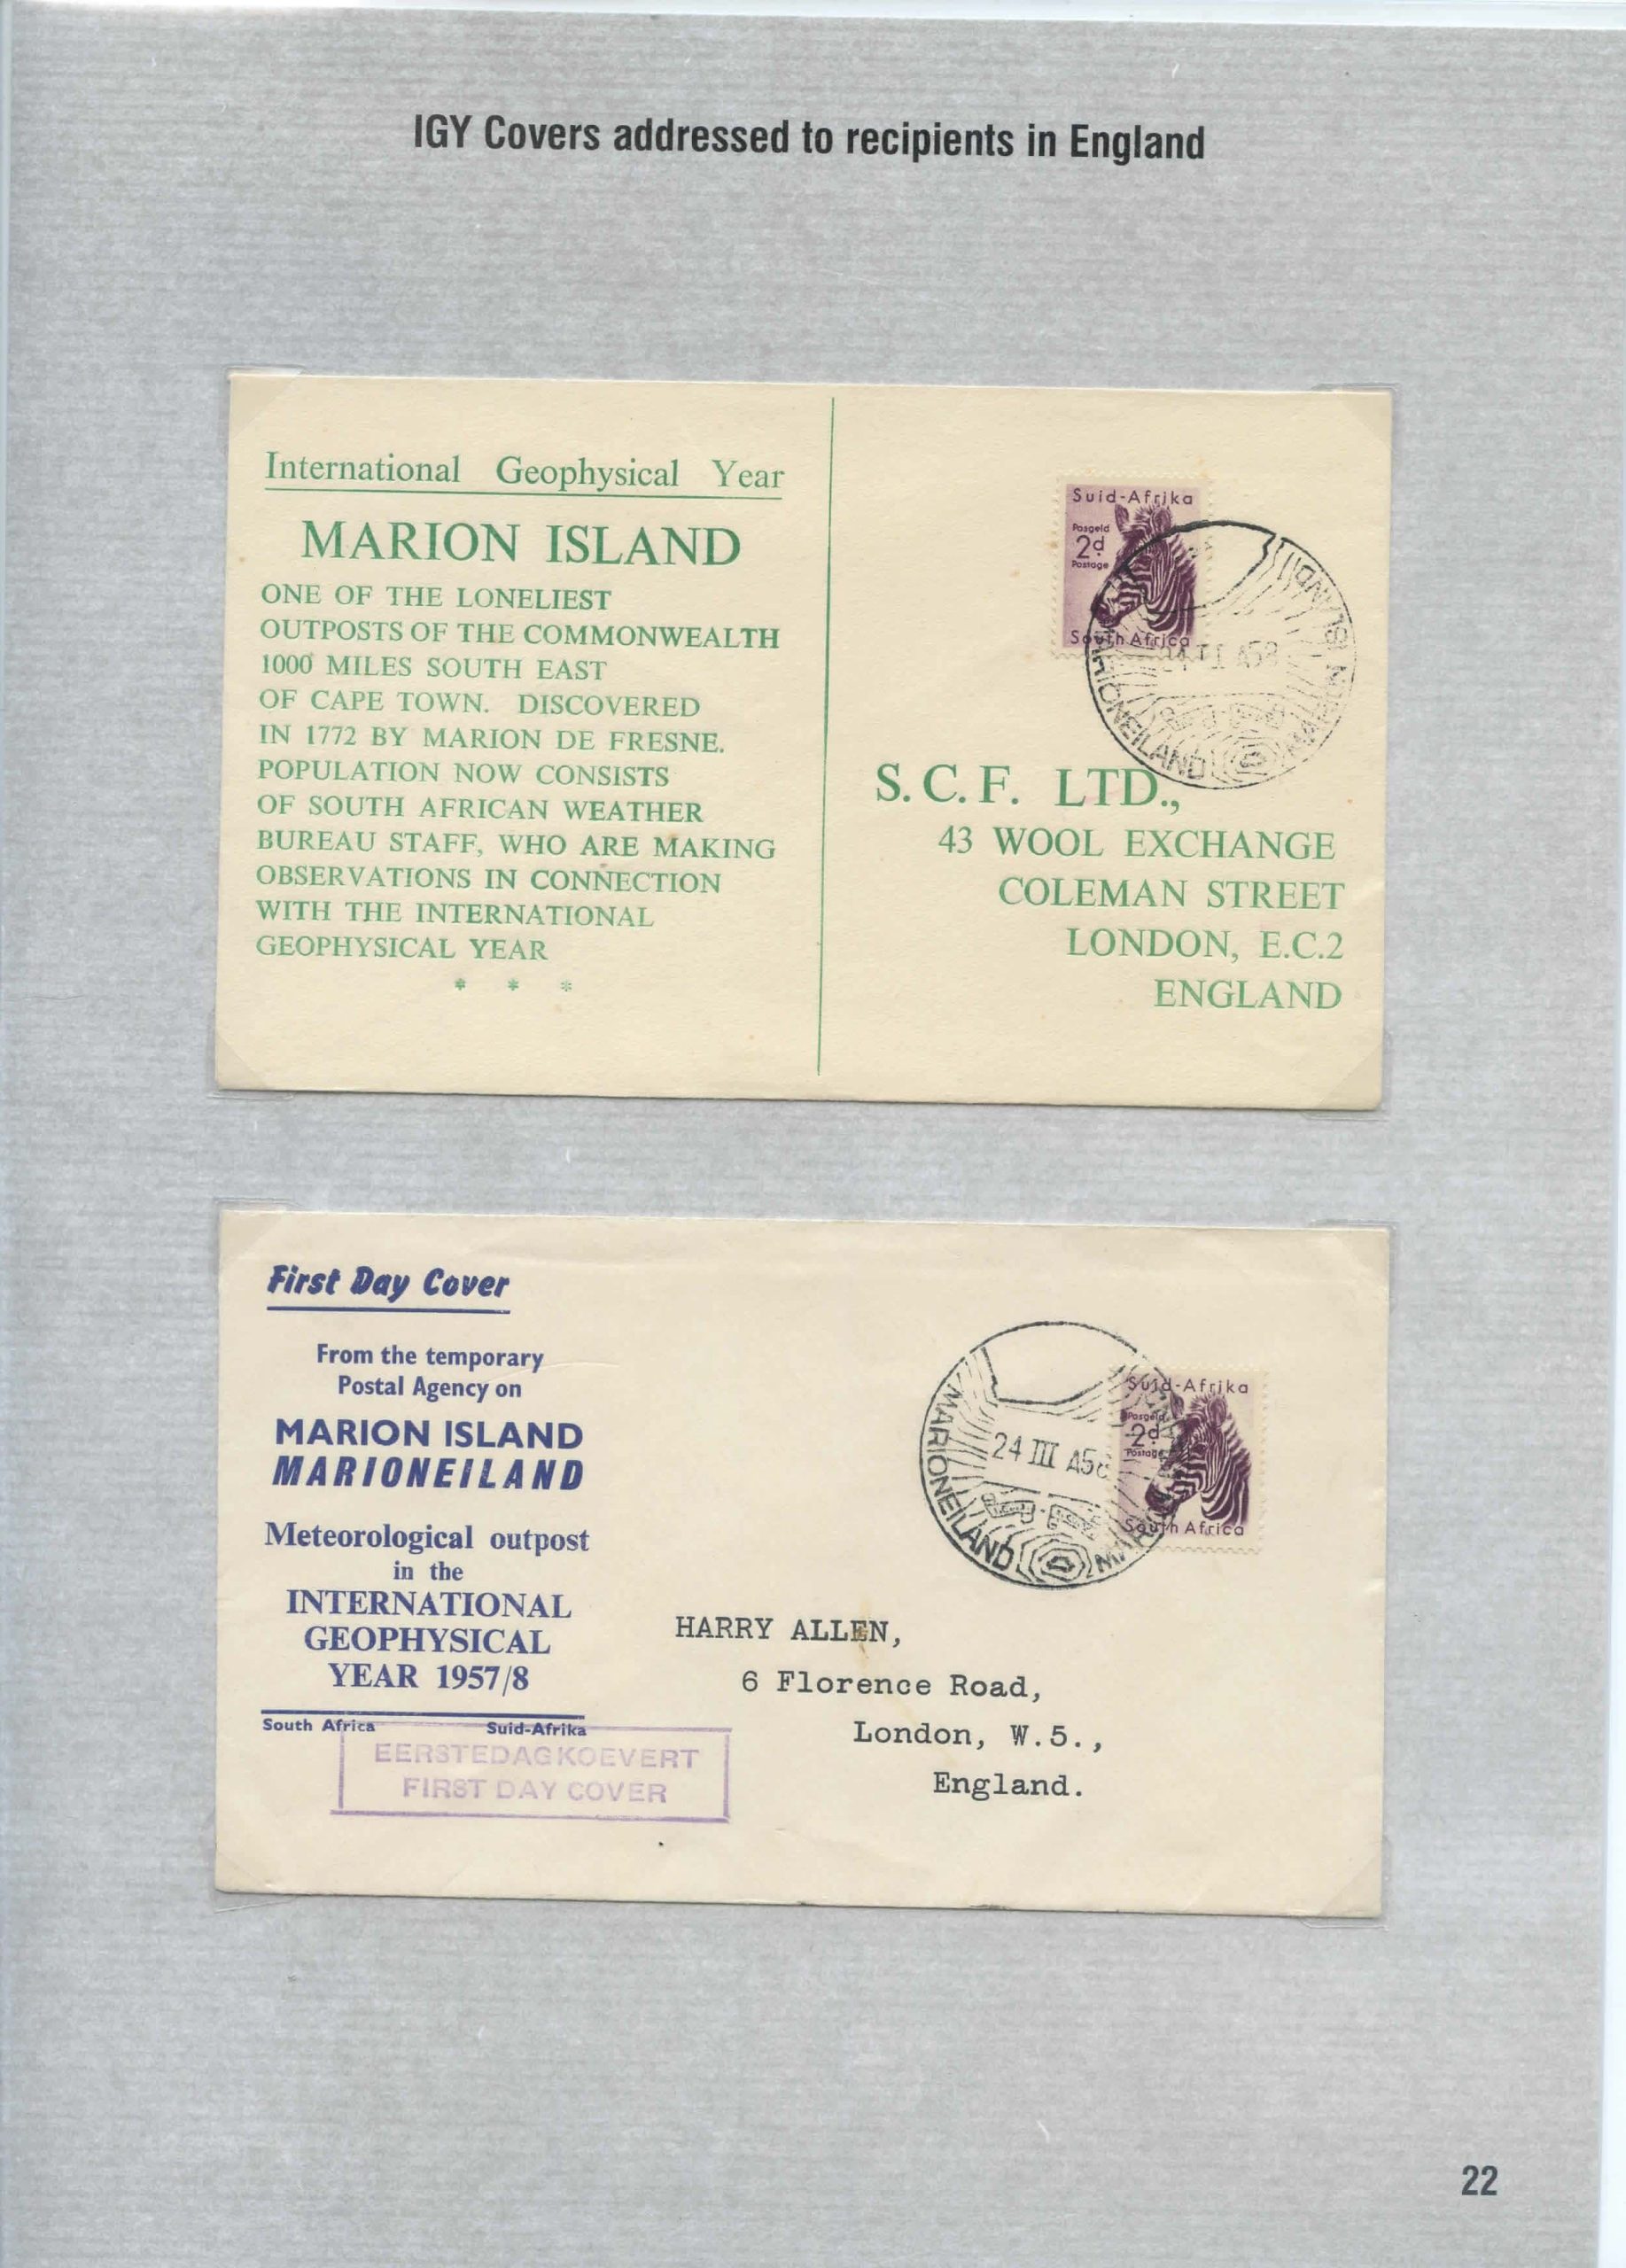 IGY Covers addressed to recipients in England
International Geophysical Year
MARION ISLAND
ONE OF THE LONELIEST
OUTPOSTS OF THE COMMONWEALTH
1000 MILES SOUTH EAST
OF CAPE TOWN. DISCOVERED
IN 1772 BY MARION DE FRESNE.
POPULATION NOW CONSISTS
OF SOUTH AFRICAN WEATHER
BUREAU STAFF, WHO ARE MAKING
OBSERVATIONS IN CONNECTION
WITH THE INTERNATIONAL
GEOPHYSICAL YEAR
* * *
Suid-Afrika
Posgeld
2d
Postage
South Africa
MARIONEILAND
MARION ISLAND
S.C.F. LTD.,
43 WOOL EXCHANGE
COLEMAN STREET
LONDON, E.C.2
ENGLAND
First Day Cover
From the temporary
Postal Agency on
MARION ISLAND
MARIONEILAND
Meteorological outpost
in the
INTERNATIONAL
GEOPHYSICAL
YEAR 1957/8
South Africa Suid-Afrika
EERSTEDAGKOEVERT
FIRST DAY COVER
MARIONEILAND
24 III A58
Suid-Afrika
Posgeld
2d
Postage
South Africa
HARRY ALLEN,
6 Florence Road,
London, W.5.,
England.
22